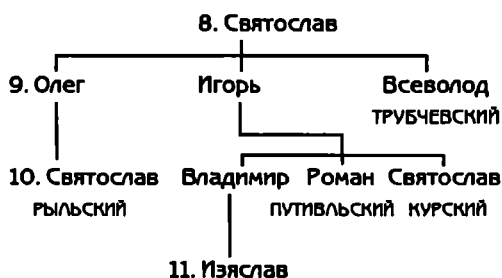 8. Святослав
9. Олег Игорь Всеволод
ТРУБЧЕВСКИЙ
10. Святослав Владимир Роман Святослав
РЫЛЬСКИЙ ПУТИВЛЬСКИЙ КУРСКИЙ
11. Изяслав